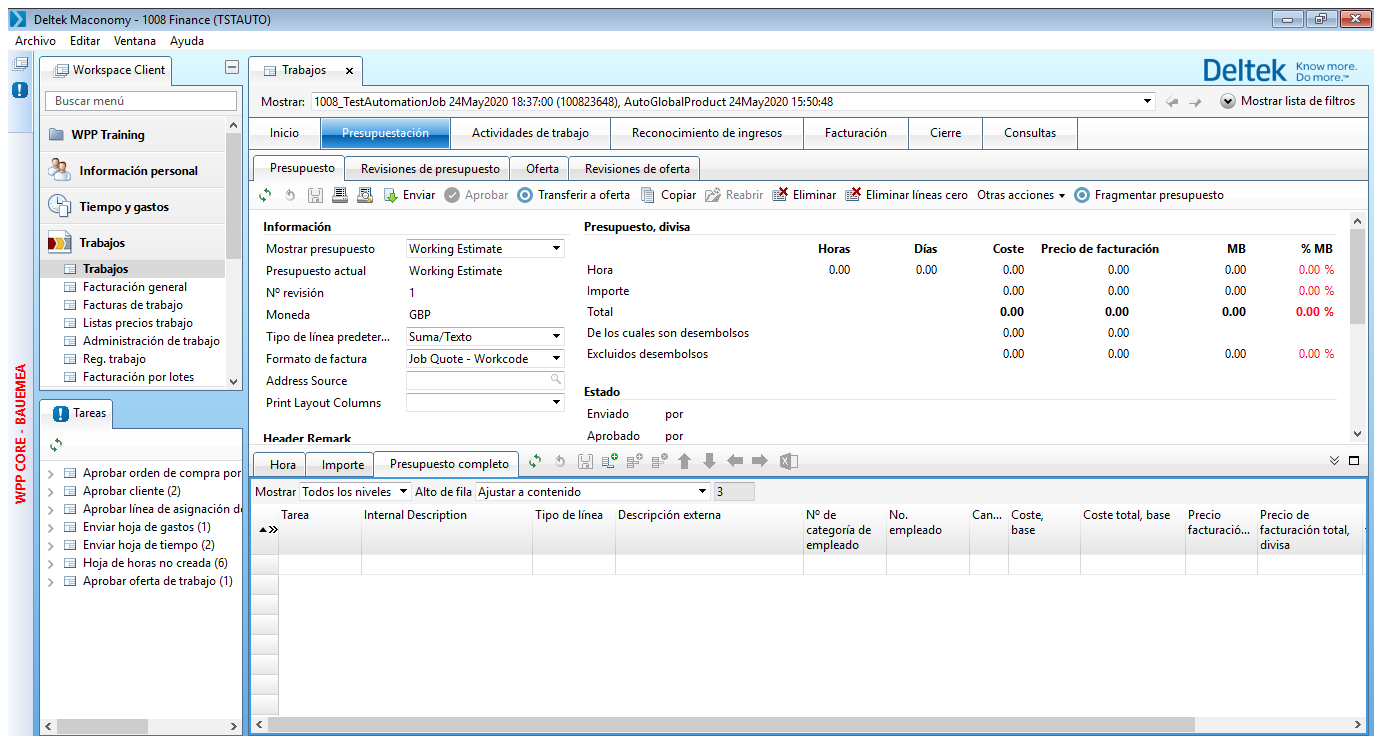 Deltek Maconomy - 1008 Finance (TSTAUTO)
Archivo Editar Ventana Ayuda
WPP CORE - BAUEMEA
Workspace Client
Buscar menú
WPP Training
Información personal
Tiempo y gastos
Trabajos
Trabajos
Facturación general
Facturas de trabajo
Listas precios trabajo
Administración de trabajo
Reg. trabajo
Facturación por lotes
Tareas
Aprobar orden de compra por
Aprobar cliente (2)
Aprobar línea de asignación de
Enviar hoja de gastos (1)
Enviar hoja de tiempo (2)
Hoja de horas no creada (6)
Aprobar oferta de trabajo (1)
Trabajos
Deltek Know more. Do more.™
Mostrar: 1008_TestAutomationJob 24May2020 18:37:00 (100823648), AutoGlobalProduct 24May2020 15:50:48 Mostrar lista de filtros
Inicio Presupuestación Actividades de trabajo Reconocimiento de ingresos Facturación Cierre Consultas
Presupuesto Revisiones de presupuesto Oferta Revisiones de oferta
Enviar Aprobar Transferir a oferta Copiar Reabrir Eliminar Eliminar líneas cero Otras acciones Fragmentar presupuesto
Información
Mostrar presupuesto Working Estimate
Presupuesto actual Working Estimate
Nº revisión 1
Moneda GBP
Tipo de línea predeter... Suma/Texto
Formato de factura Job Quote - Workcode
Address Source
Print Layout Columns
Header Remark
Presupuesto, divisa
Horas Días Coste Precio de facturación MB % MB
Hora 0.00 0.00 0.00 0.00 0.00 0.00 %
Importe 0.00 0.00 0.00 0.00 %
Total 0.00 0.00 0.00 0.00 %
De los cuales son desembolsos 0.00 0.00
Excluidos desembolsos 0.00 0.00 0.00 0.00 %
Estado
Enviado por
Aprobado por
Hora Importe Presupuesto completo
Mostrar Todos los niveles Alto de fila Ajustar a contenido 3
Tarea Internal Description Tipo de línea Descripción externa Nº de categoría de empleado No. empleado Can... Coste, base Coste total, base Precio facturació... Precio de facturación total, divisa